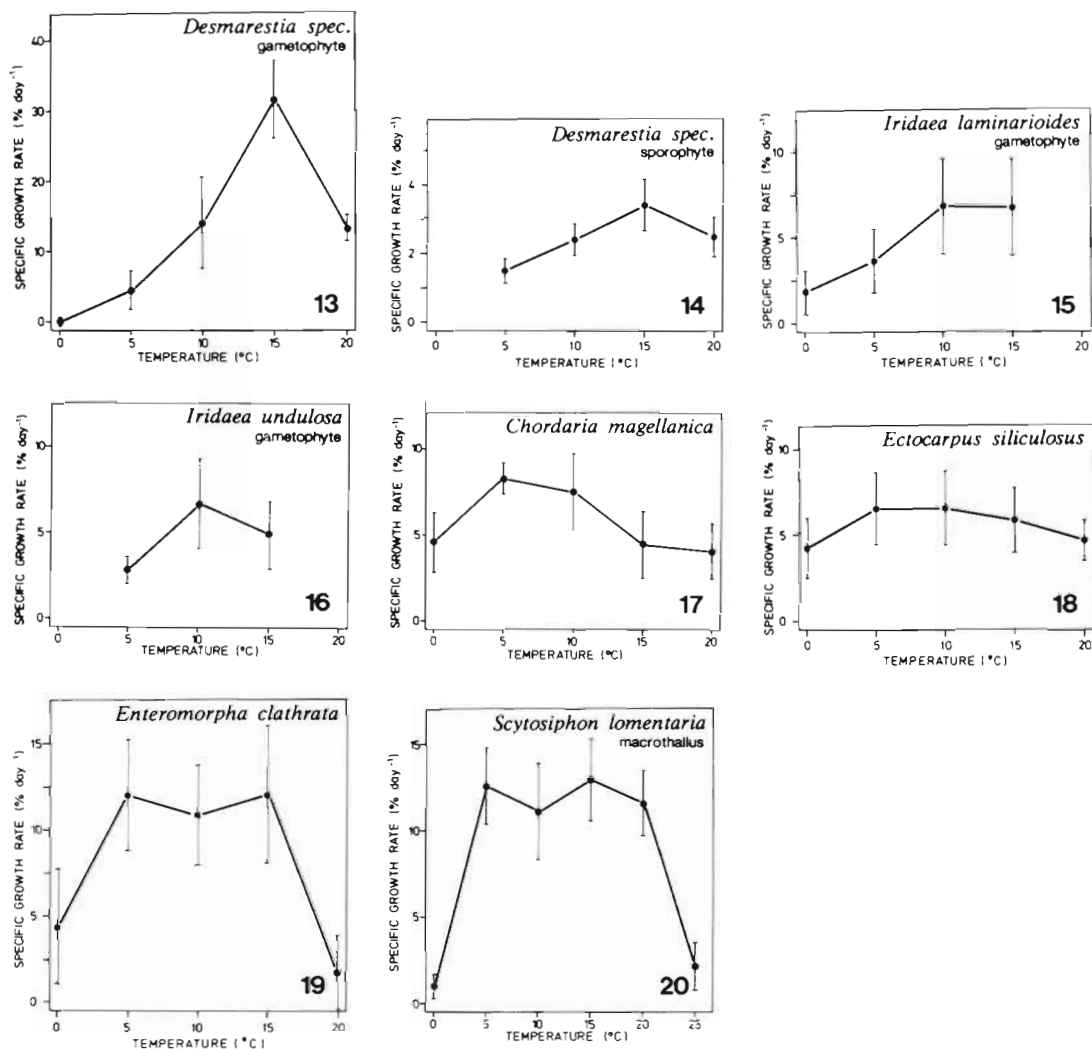 Desmarestia spec.
gametophyte
SPECIFIC GROWTH RATE (% day⁻¹)
40
30
20
10
0
13
0 5 10 15 20
TEMPERATURE (°C)
Desmarestia spec.
sporophyte
SPECIFIC GROWTH RATE (% day⁻¹)
4
2
0
14
0 5 10 15 20
TEMPERATURE (°C)
Iridaea laminarioides
gametophyte
SPECIFIC GROWTH RATE (% day⁻¹)
10
5
0
15
0 5 10 15 20
TEMPERATURE (°C)
Iridaea undulosa
gametophyte
SPECIFIC GROWTH RATE (% day⁻¹)
10
5
0
16
0 5 10 15 20
TEMPERATURE (°C)
Chordaria magellanica
SPECIFIC GROWTH RATE (% day⁻¹)
10
5
0
17
0 5 10 15 20
TEMPERATURE (°C)
Ectocarpus siliculosus
SPECIFIC GROWTH RATE (% day⁻¹)
10
5
0
18
0 5 10 15 20
TEMPERATURE (°C)
Enteromorpha clathrata
SPECIFIC GROWTH RATE (% day⁻¹)
15
10
5
0
19
0 5 10 15 20
TEMPERATURE (°C)
Scytosiphon lomentaria
macrothallus
SPECIFIC GROWTH RATE (% day⁻¹)
15
10
5
0
20
0 5 10 15 20 25
TEMPERATURE (°C)